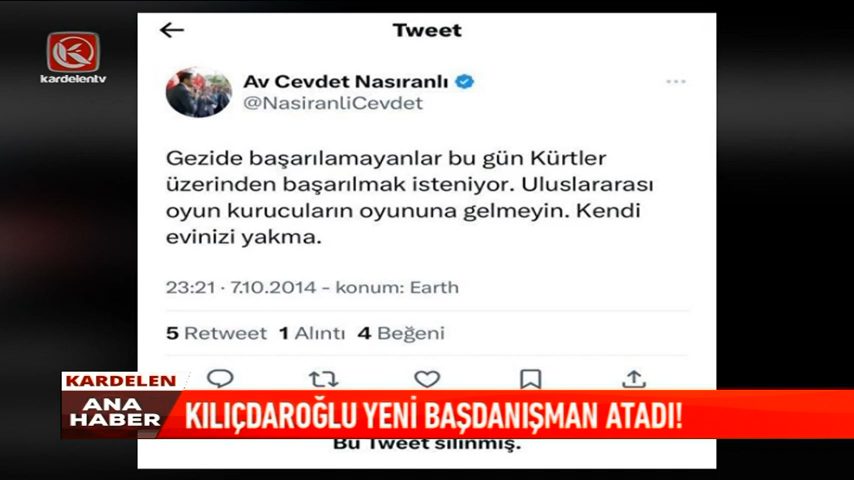 kardelentv
Tweet
Av Cevdet Nasıranlı
@NasiranliCevdet
Gezide başarılamayanlar bu gün Kürtler
üzerinden başarılmak isteniyor. Uluslararası
oyun kurucuların oyununa gelmeyin. Kendi
evinizi yakma.
23:21 · 7.10.2014 - konum: Earth
5 Retweet 1 Alıntı 4 Beğeni
KARDELEN
ANA
HABER
KILIÇDAROĞLU YENİ BAŞDANIŞMAN ATADI!
Bu Tweet silinmiş.